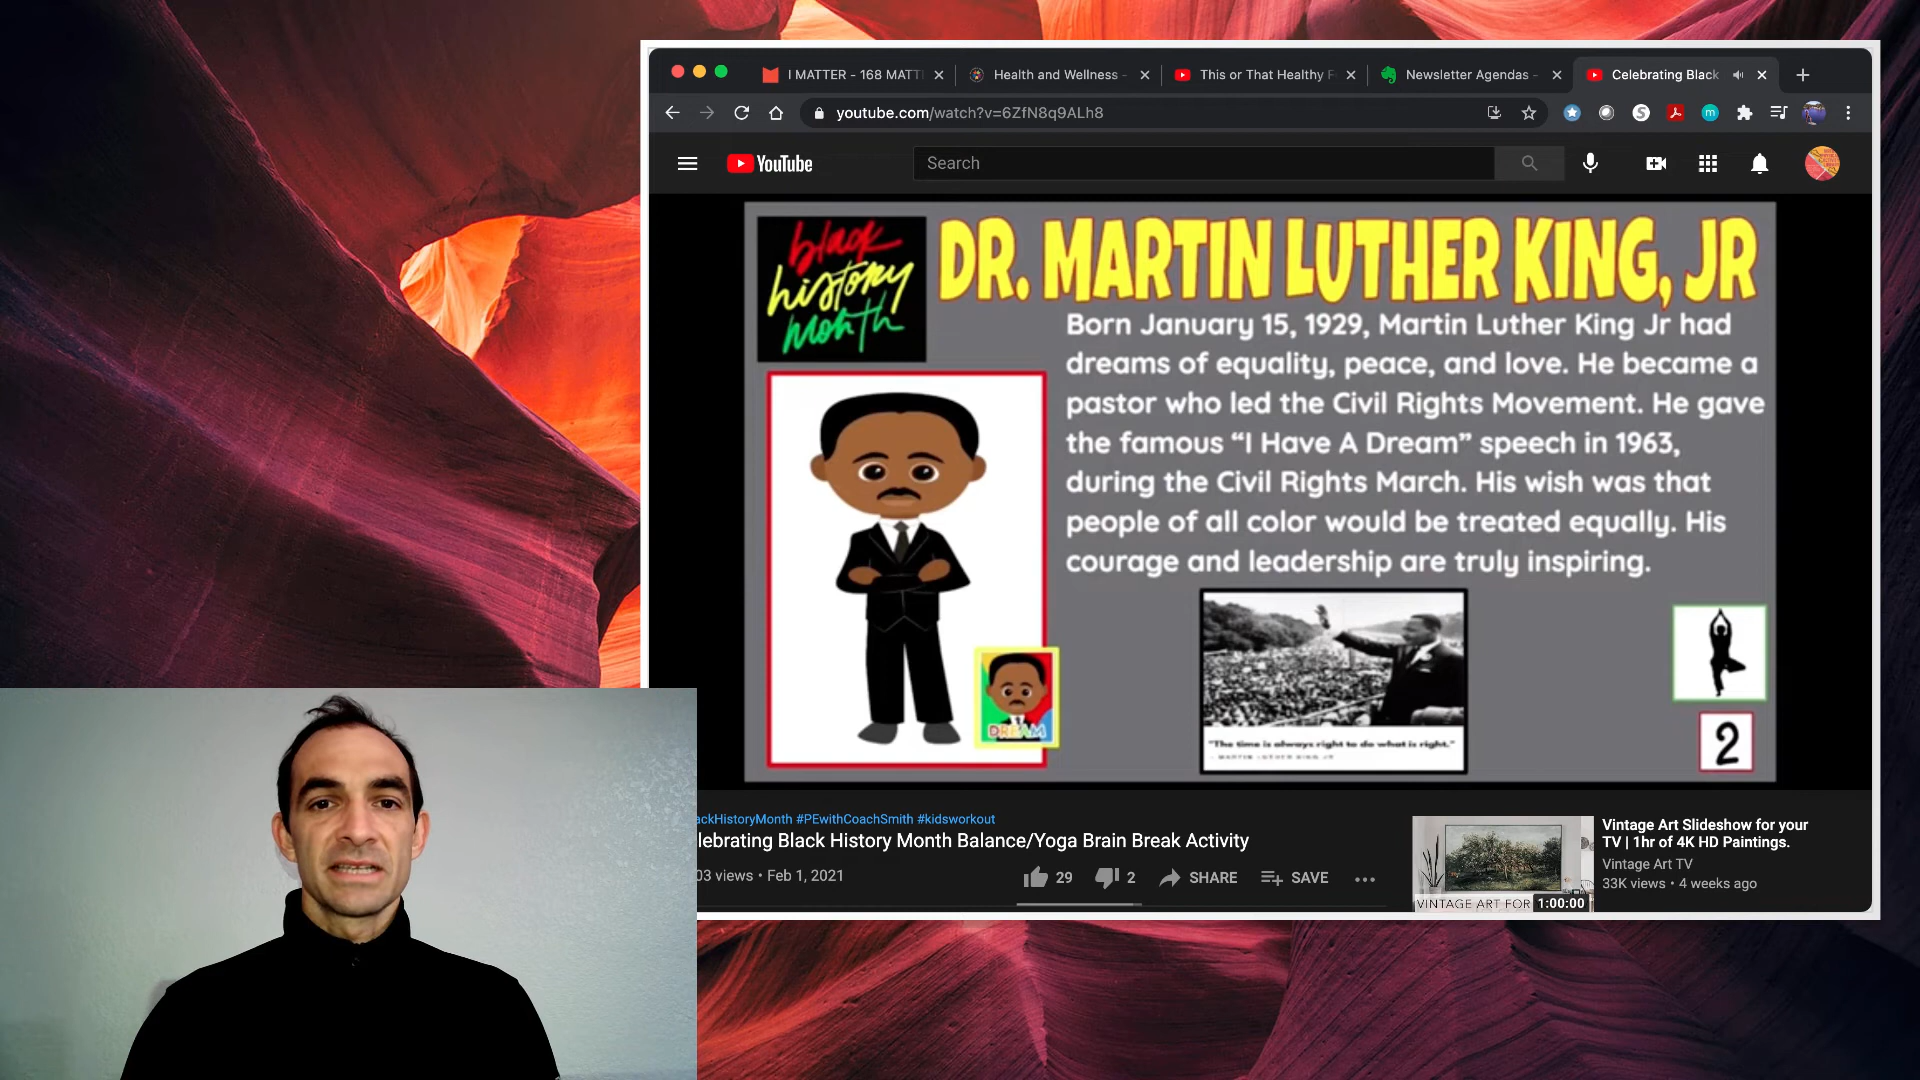 I MATTER - 168 MATT
Health and Wellness -
This or That Healthy F
Newsletter Agendas -
Celebrating Black
youtube.com/watch?v=6ZfN8q9ALh8
YouTube
Search
black
history
month
DR. MARTIN LUTHER KING, JR
Born January 15, 1929, Martin Luther King Jr had
dreams of equality, peace, and love. He became a
pastor who led the Civil Rights Movement. He gave
the famous “I Have A Dream” speech in 1963,
during the Civil Rights March. His wish was that
people of all color would be treated equally. His
courage and leadership are truly inspiring.
DREAM
"The time is always right to do what is right."
- MARTIN LUTHER KING JR
2
ackHistoryMonth #PEwithCoachSmith #kidsworkout
lebrating Black History Month Balance/Yoga Brain Break Activity
03 views • Feb 1, 2021
29
2
SHARE
SAVE
VINTAGE ART FOR
1:00:00
Vintage Art Slideshow for your
TV | 1hr of 4K HD Paintings.
Vintage Art TV
33K views • 4 weeks ago